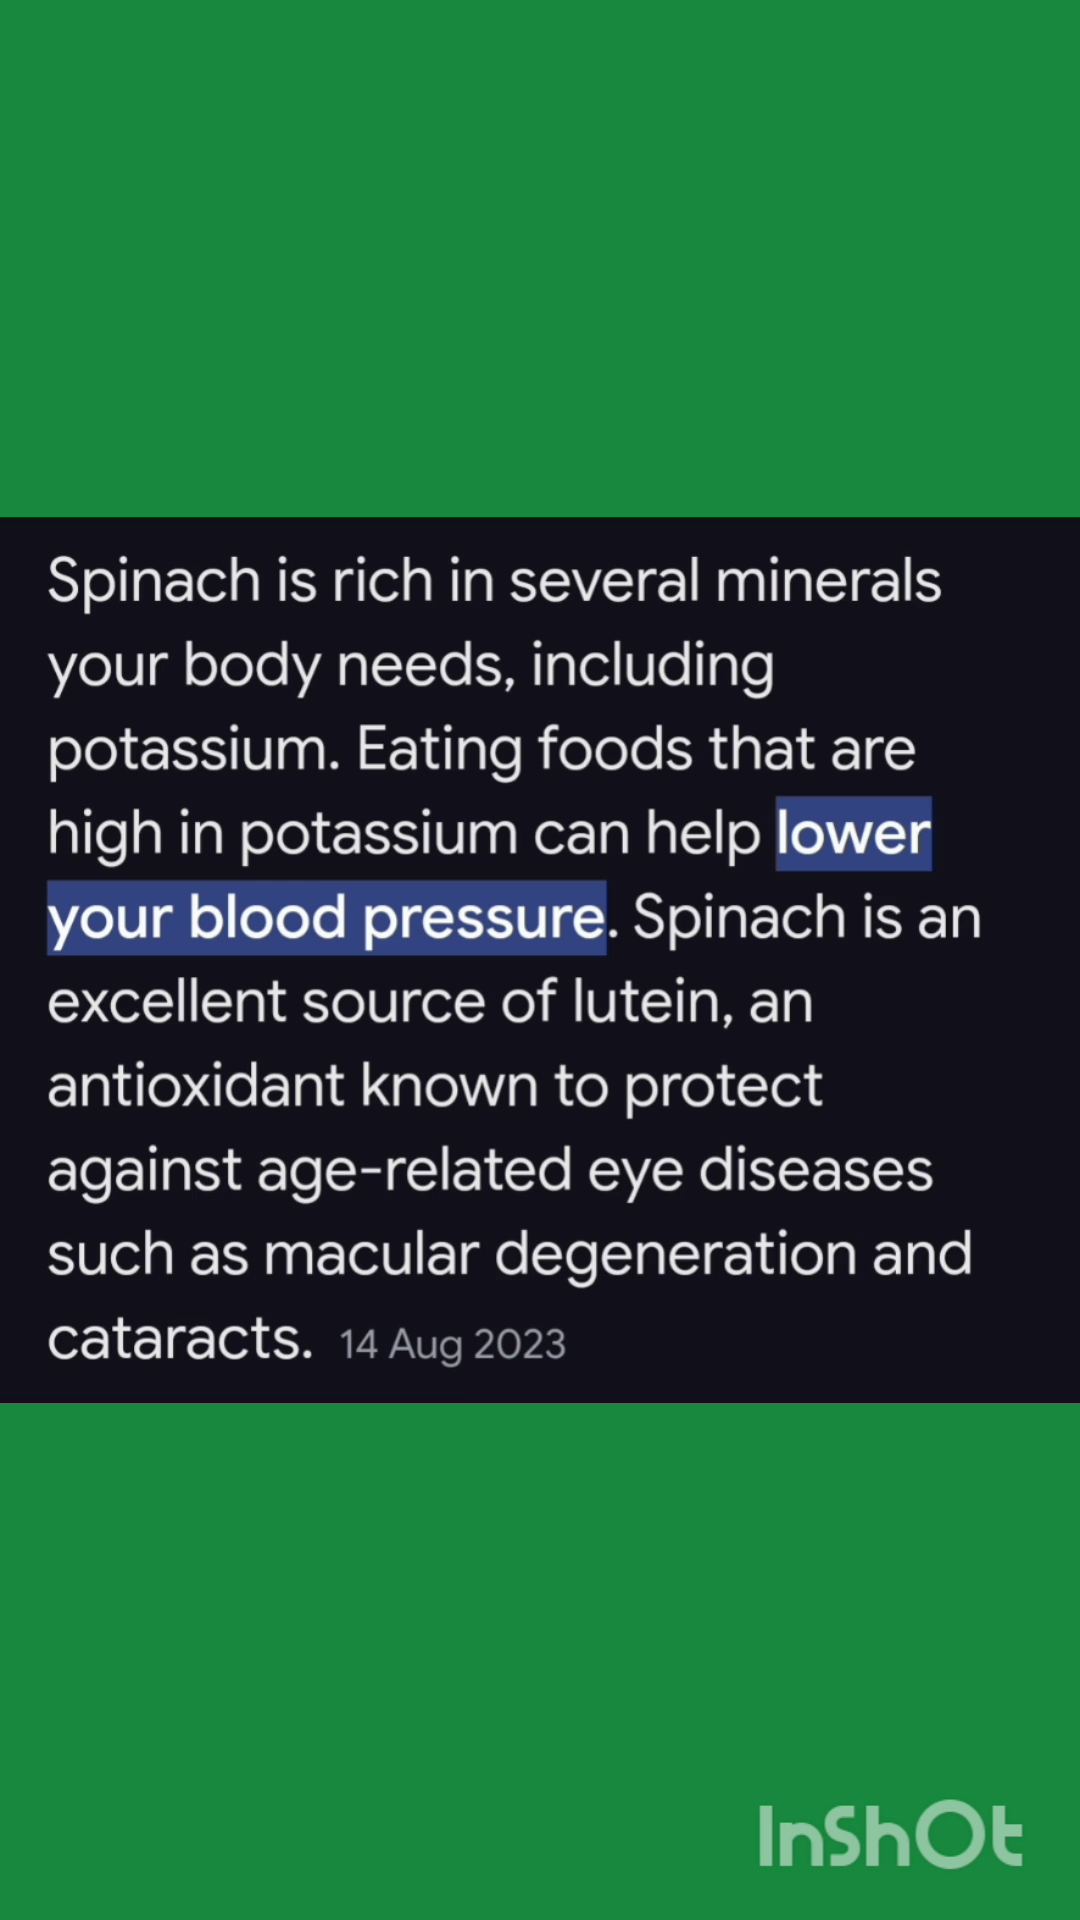 Spinach is rich in several minerals
your body needs, including
potassium. Eating foods that are
high in potassium can help lower
your blood pressure. Spinach is an
excellent source of lutein, an
antioxidant known to protect
against age-related eye diseases
such as macular degeneration and
cataracts. 14 Aug 2023
InShOt